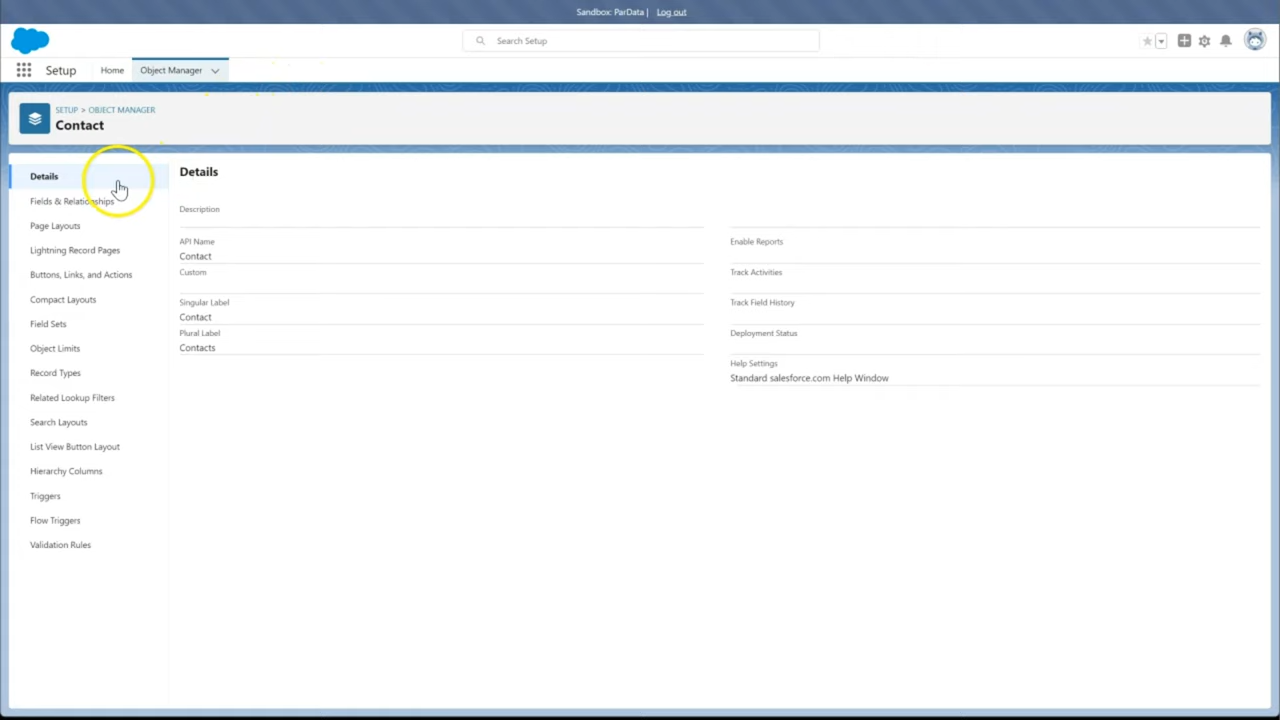 Sandbox: ParData | Log out
Search Setup
Setup Home Object Manager
SETUP > OBJECT MANAGER
Contact
Details
Fields & Relationships
Page Layouts
Lightning Record Pages
Buttons, Links, and Actions
Compact Layouts
Field Sets
Object Limits
Record Types
Related Lookup Filters
Search Layouts
List View Button Layout
Hierarchy Columns
Triggers
Flow Triggers
Validation Rules
Details
Description
API Name
Contact
Custom
Singular Label
Contact
Plural Label
Contacts
Enable Reports
Track Activities
Track Field History
Deployment Status
Help Settings
Standard salesforce.com Help Window